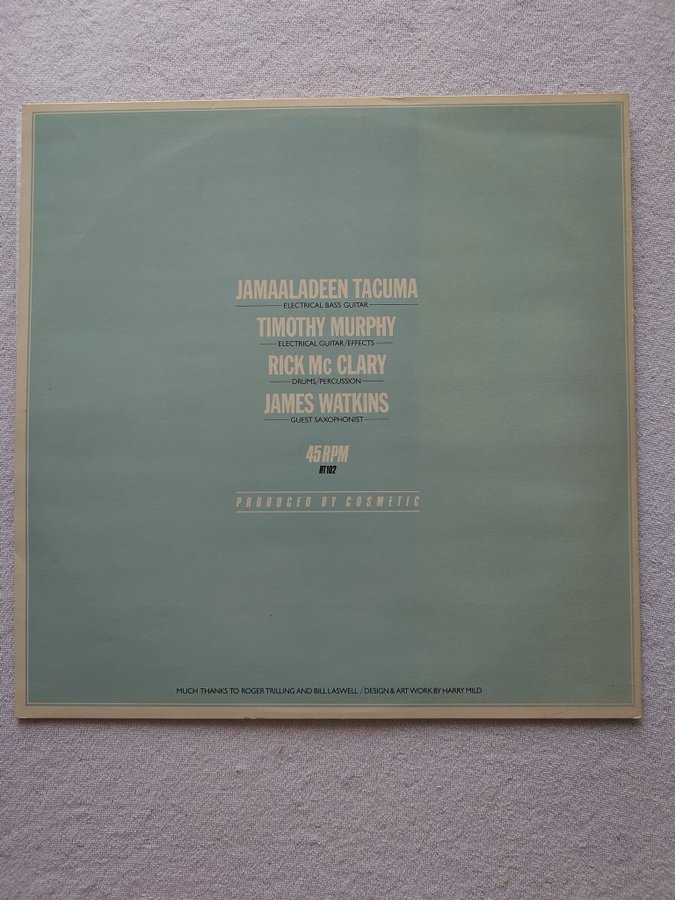 JAMAALADEEN TACUMA
ELECTRICAL BASS GUITAR
TIMOTHY MURPHY
ELECTRICAL GUITAR/EFFECTS
RICK Mc CLARY
DRUMS/PERCUSSION
JAMES WATKINS
GUEST SAXOPHONIST
45 RPM
RT102
PRODUCED BY COSMETIC
MUCH THANKS TO ROGER TRILLING AND BILL LASWELL / DESIGN & ART WORK BY HARRY MILD